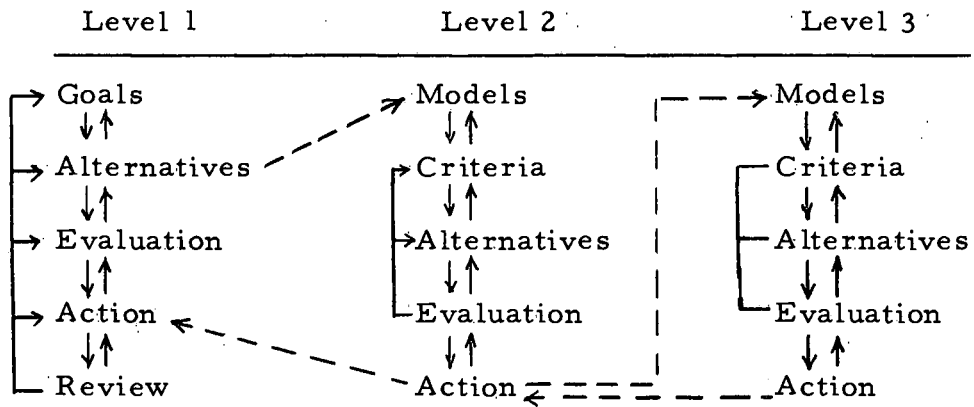 Level 1 Level 2 Level 3
Goals Models Models
Alternatives Criteria Criteria
Evaluation Alternatives Alternatives
Action Evaluation Evaluation
Review Action Action